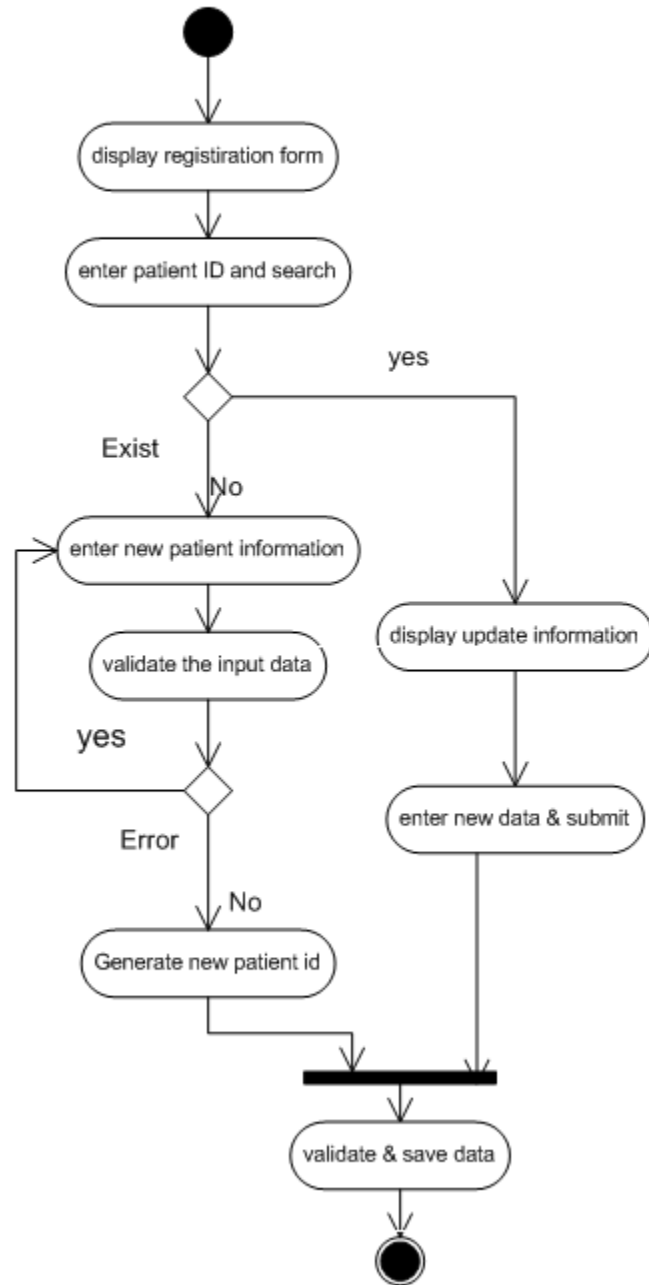 display registiration form
enter patient ID and search
yes
Exist
No
enter new patient information
display update information
validate the input data
yes
enter new data & submit
Error
No
Generate new patient id
validate & save data